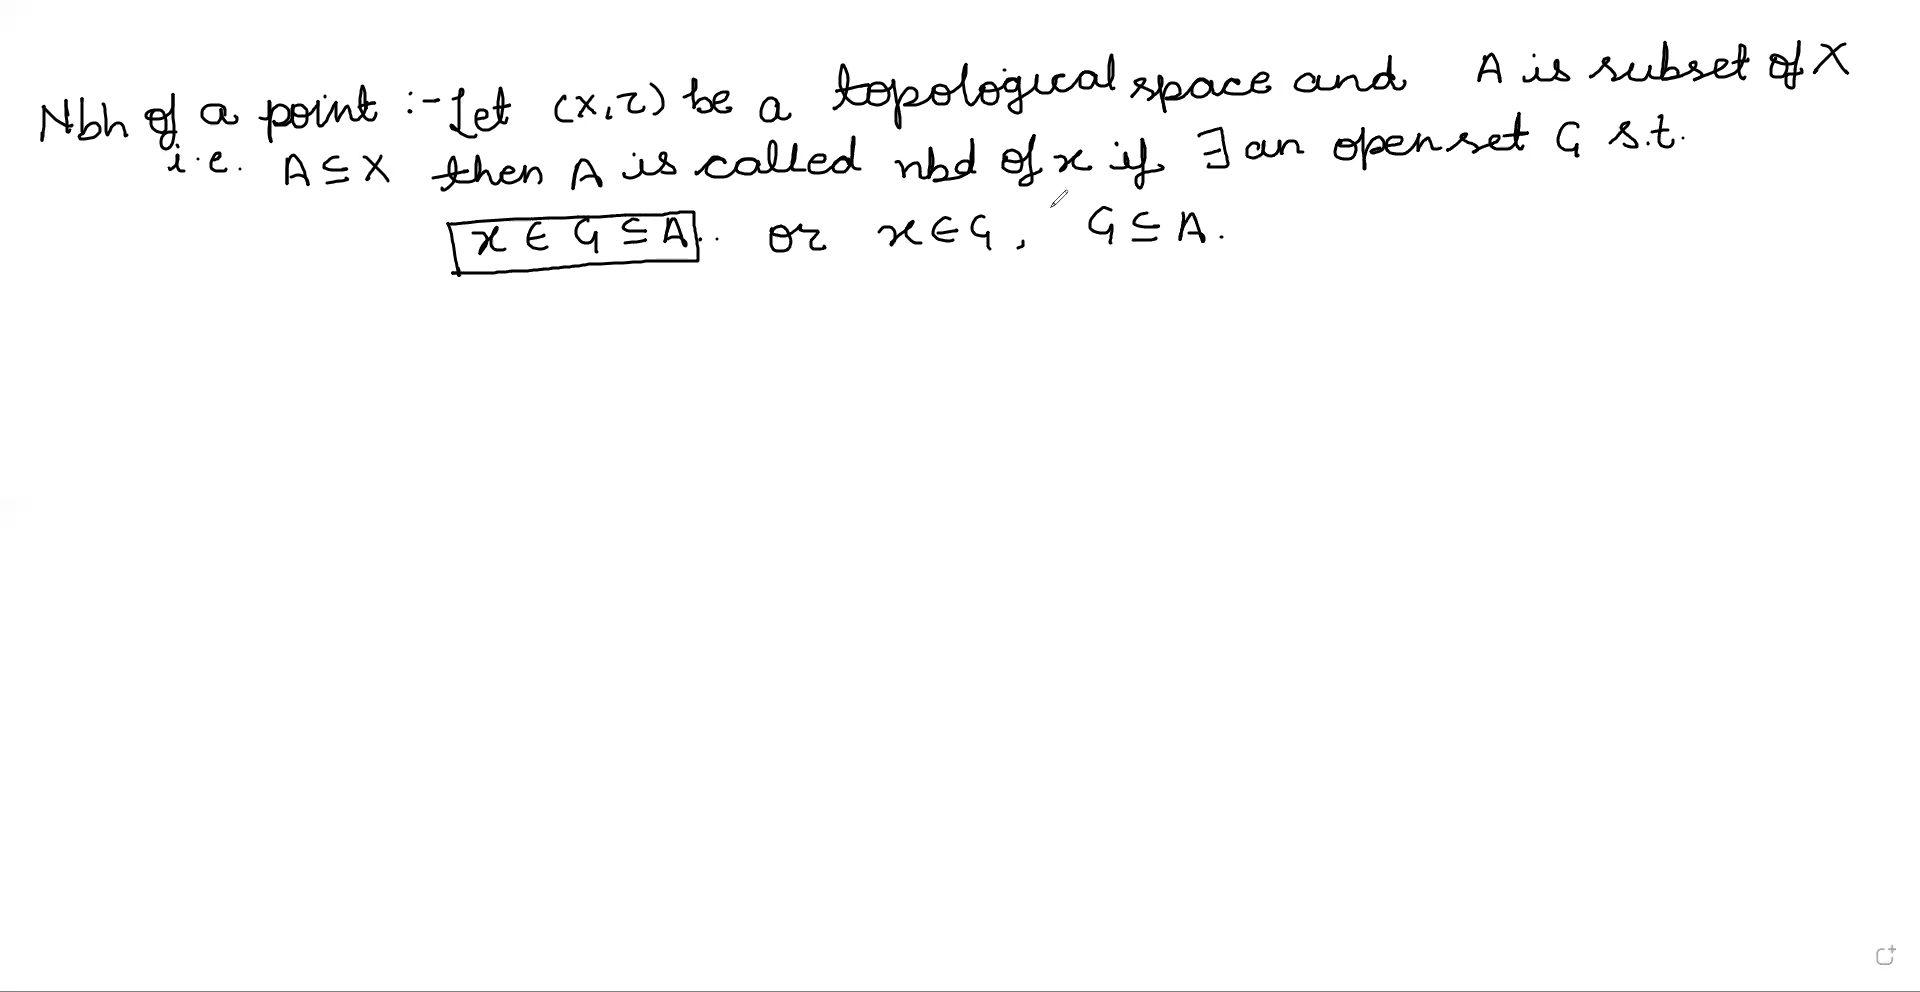 Nbh of a point :- Let (X,τ) be a topological space and A is subset of X
i.e. A ⊆ X then A is called nbd of x if ∃ an open set G s.t.
x ∈ G ⊆ A.. or x ∈ G, G ⊆ A.